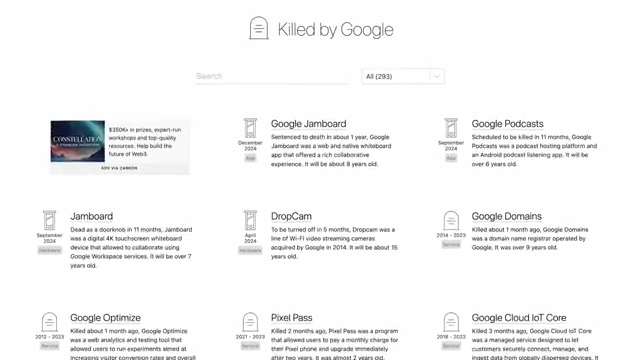 Killed by Google
Search
All (293)
CONSTELLATION
$350K+ in prizes, expert-run
workshops and top-quality
resources. Help build the
future of Web3.
ADS VIA CARBON
December
2024
App
Google Jamboard
Sentenced to death in about 1 year, Google
Jamboard was a web and native whiteboard
app that offered a rich collaborative
experience. It will be about 8 years old.
September
2024
App
Google Podcasts
Scheduled to be killed in 11 months, Google
Podcasts was a podcast hosting platform and
an Android podcast listening app. It will be
over 6 years old.
September
2024
Hardware
Jamboard
Dead as a doorknob in 11 months, Jamboard
was a digital 4K touchscreen whiteboard
device that allowed to collaborate using
Google Workspace services. It will be over 7
years old.
April
2024
Hardware
DropCam
To be turned off in 5 months, Dropcam was a
line of Wi-Fi video streaming cameras
acquired by Google in 2014. It will be about 15
years old.
2014 - 2023
Service
Google Domains
Killed about 1 month ago, Google Domains
was a domain name registrar operated by
Google. It was over 9 years old.
2012 - 2023
Service
Google Optimize
Killed about 1 month ago, Google Optimize
was a web analytics and testing tool that
allowed users to run experiments aimed at
increasing visitor conversion rates and overall
2021 - 2023
Service
Pixel Pass
Killed 2 months ago, Pixel Pass was a program
that allowed users to pay a monthly charge for
their Pixel phone and upgrade immediately
after two years. It was almost 2 years old.
2018 - 2023
Service
Google Cloud IoT Core
Killed 3 months ago, Google Cloud IoT Core
was a managed service designed to let
customers securely connect, manage, and
ingest data from globally dispersed devices. It